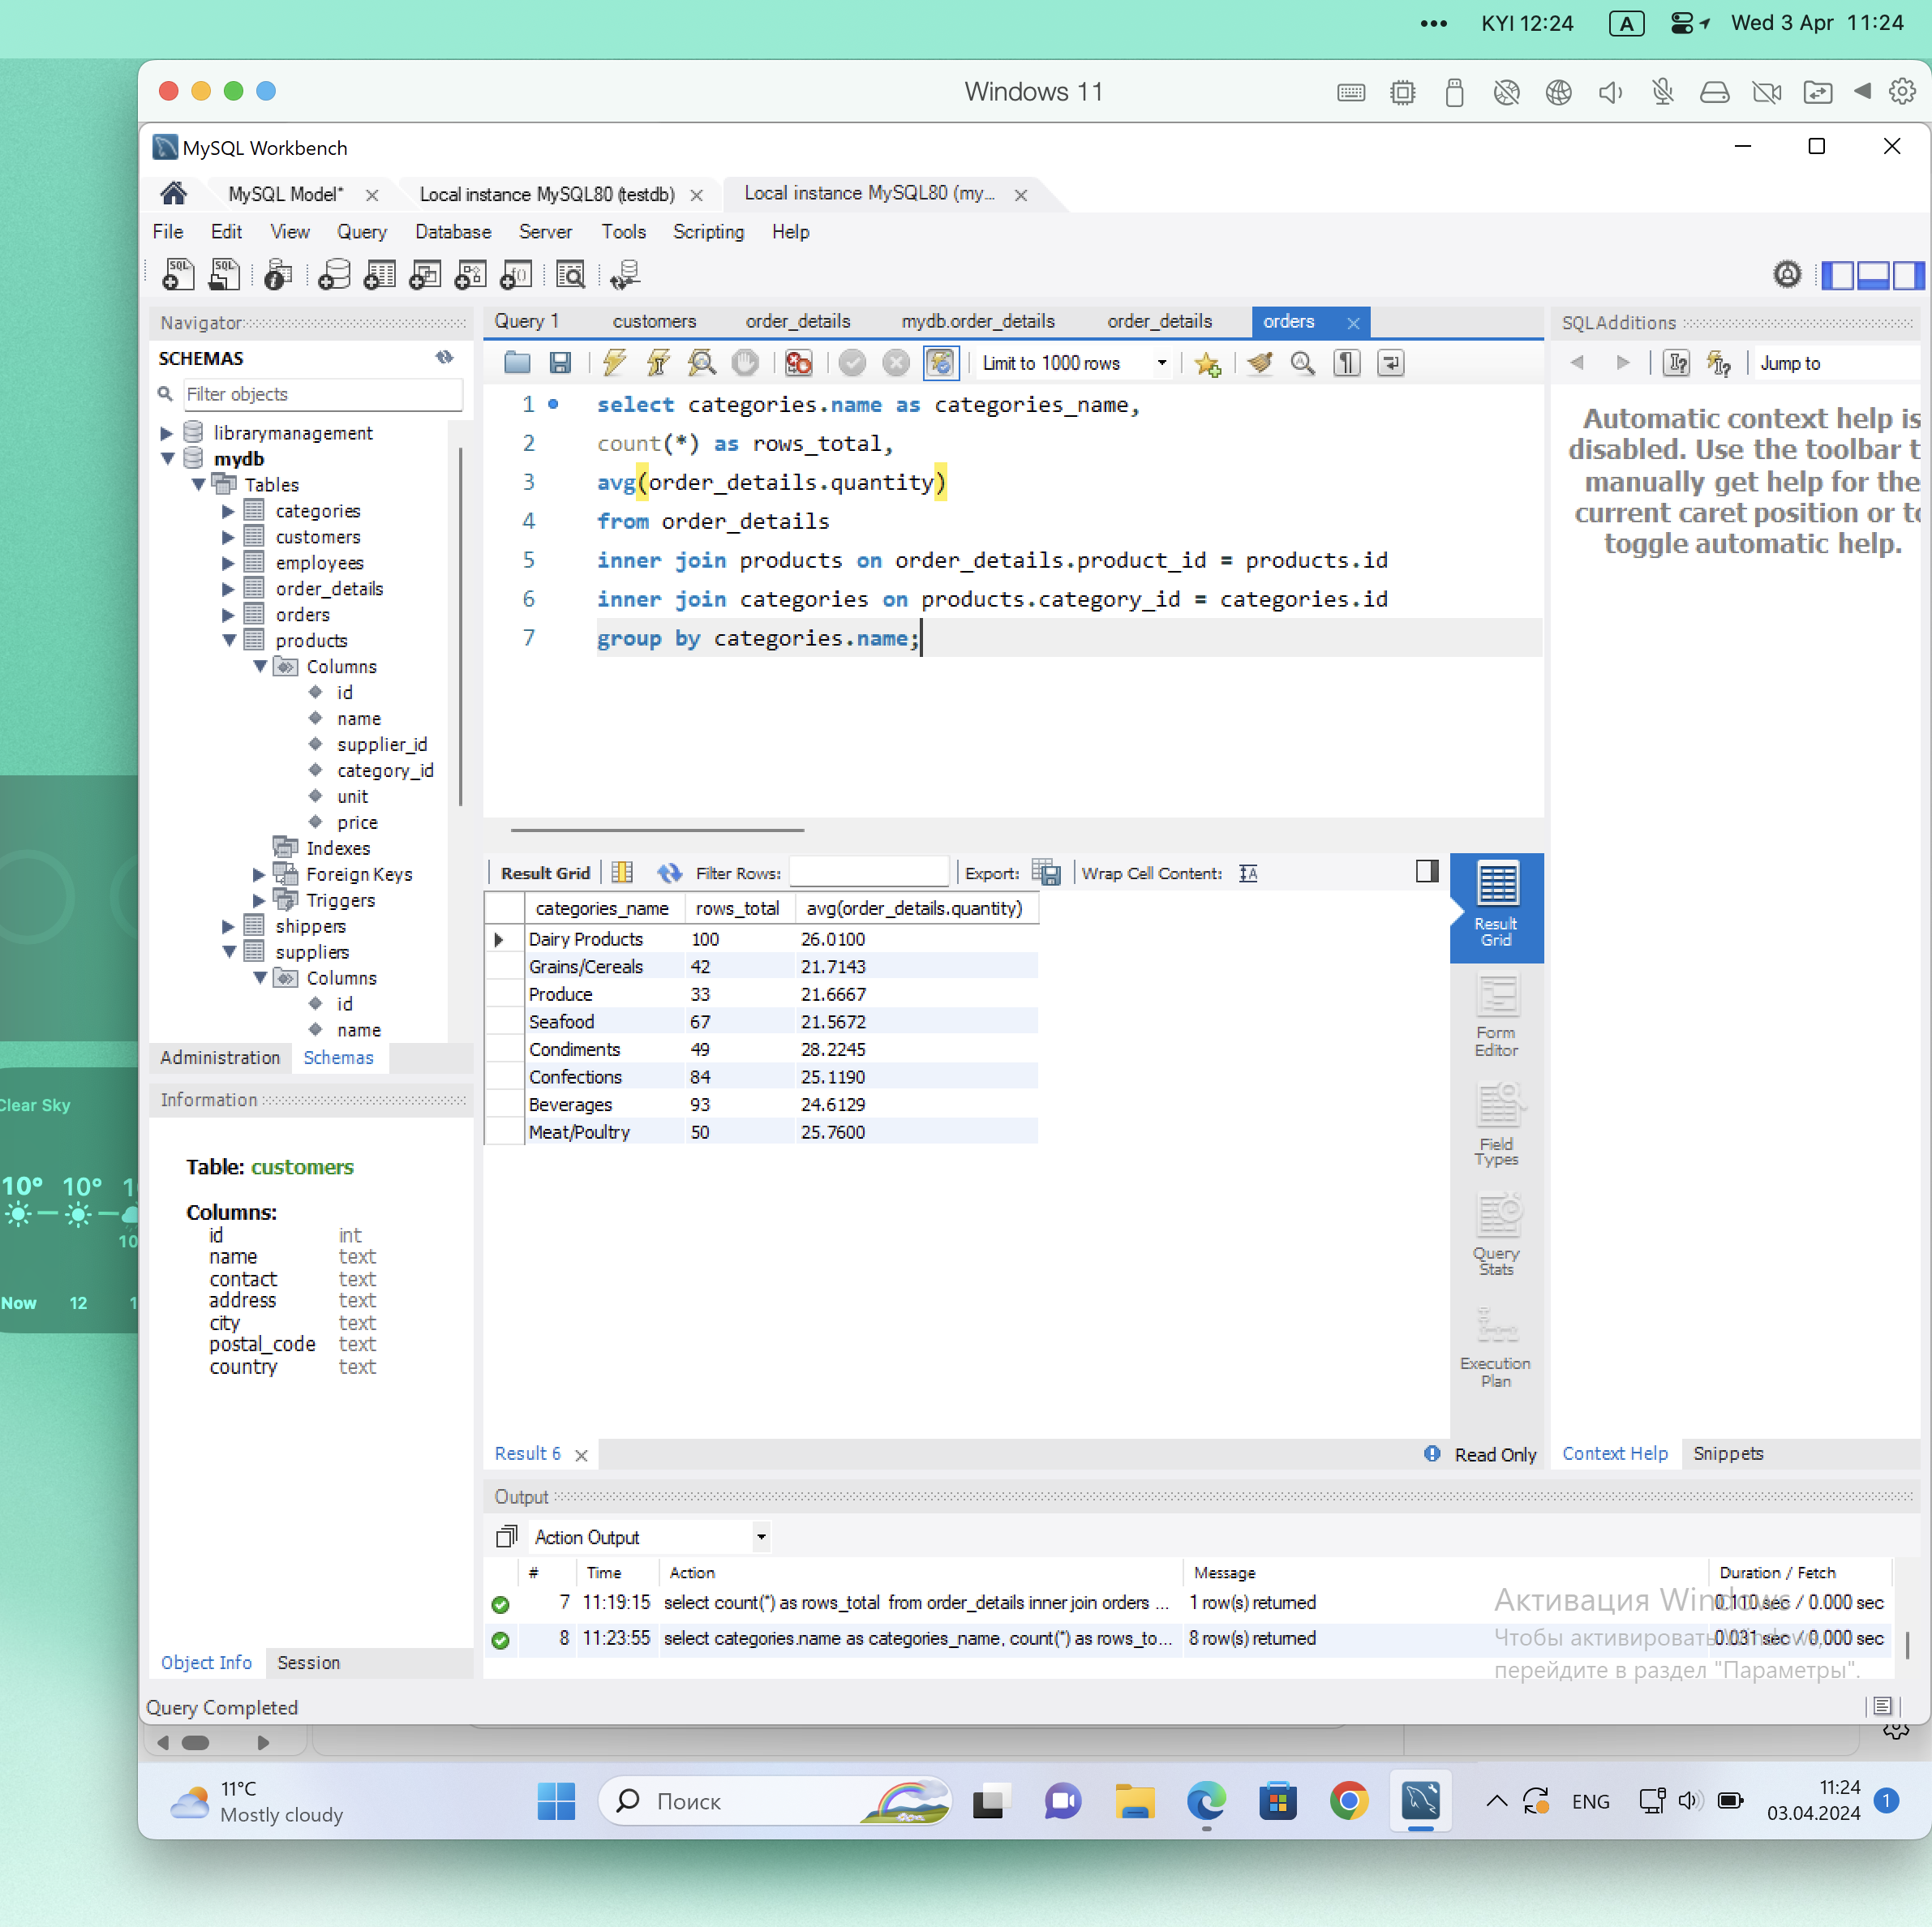 KYI 12:24 A Wed 3 Apr 11:24
Windows 11
MySQL Workbench
MySQL Model*
Local instance MySQL80 (testdb)
Local instance MySQL80 (my...
File Edit View Query Database Server Tools Scripting Help
Navigator
SCHEMAS
Filter objects
librarymanagement
mydb
Tables
categories
customers
employees
order_details
orders
products
Columns
id
name
supplier_id
category_id
unit
price
Indexes
Foreign Keys
Triggers
shippers
suppliers
Columns
id
name
Administration Schemas
Information
Table: customers
Columns:
id int
name text
contact text
address text
city text
postal_code text
country text
Object Info Session
Query Completed
Query 1 customers order_details mydb.order_details order_details orders
Limit to 1000 rows
1 select categories.name as categories_name,
2 count(*) as rows_total,
3 avg(order_details.quantity)
4 from order_details
5 inner join products on order_details.product_id = products.id
6 inner join categories on products.category_id = categories.id
7 group by categories.name;
Result Grid Filter Rows: Export: Wrap Cell Content:
categories_name rows_total avg(order_details.quantity)
Dairy Products 100 26.0100
Grains/Cereals 42 21.7143
Produce 33 21.6667
Seafood 67 21.5672
Condiments 49 28.2245
Confections 84 25.1190
Beverages 93 24.6129
Meat/Poultry 50 25.7600
Result
Grid
Form
Editor
Field
Types
Query
Stats
Execution
Plan
Result 6
Read Only
SQL Additions
Jump to
Automatic context help is
disabled. Use the toolbar t
manually get help for the
current caret position or to
toggle automatic help.
Context Help Snippets
Output
Action Output
# Time Action Message Duration / Fetch
7 11:19:15 select count(*) as rows_total from order_details inner join orders ... 1 row(s) returned 0.110 sec / 0.000 sec
8 11:23:55 select categories.name as categories_name, count(*) as rows_to... 8 row(s) returned 0.031 sec / 0.000 sec
Активация Windows
Чтобы активировать Windows,
перейдите в раздел "Параметры".
Clear Sky
10° 10° 1
10
Now 12 1
11°C
Mostly cloudy
Поиск
ENG
11:24
03.04.2024
1